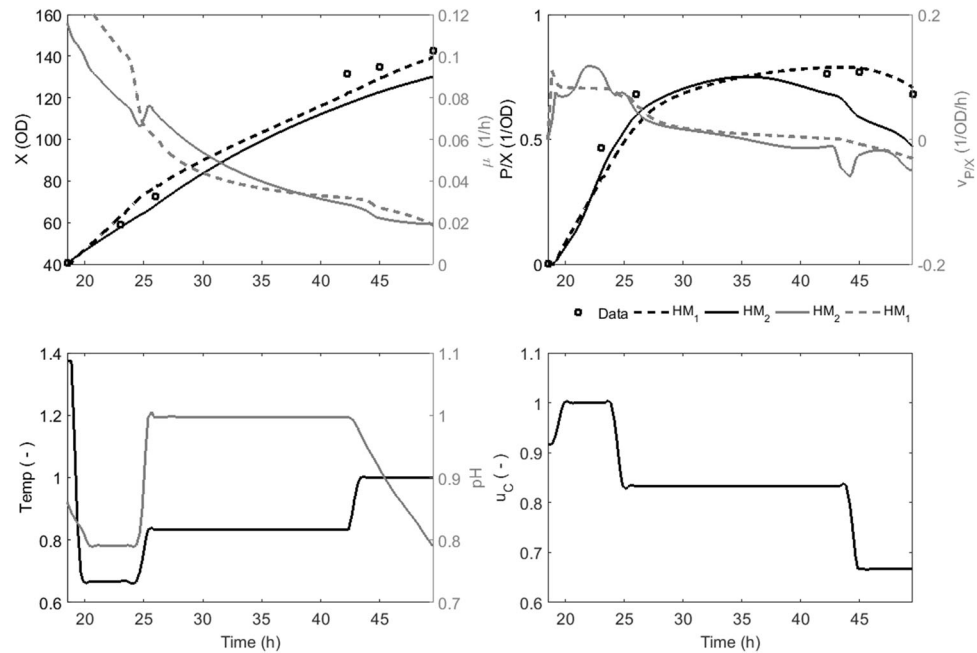 160
140
120
100
80
60
40
X (OD)
0.12
0.1
0.08
0.06
0.04
0.02
0
μ (1/h)
20 25 30 35 40 45
1
0.5
0
P/X (1/OD)
0.2
0
-0.2
v_P/X (1/OD/h)
20 25 30 35 40 45
Data HM_1 HM_2 HM_2 HM_1
1.4
1.2
1
0.8
0.6
Temp ( - )
1.1
1
0.9
0.8
0.7
pH
20 25 30 35 40 45
Time (h)
1.1
1
0.9
0.8
0.7
0.6
u_C ( - )
20 25 30 35 40 45
Time (h)